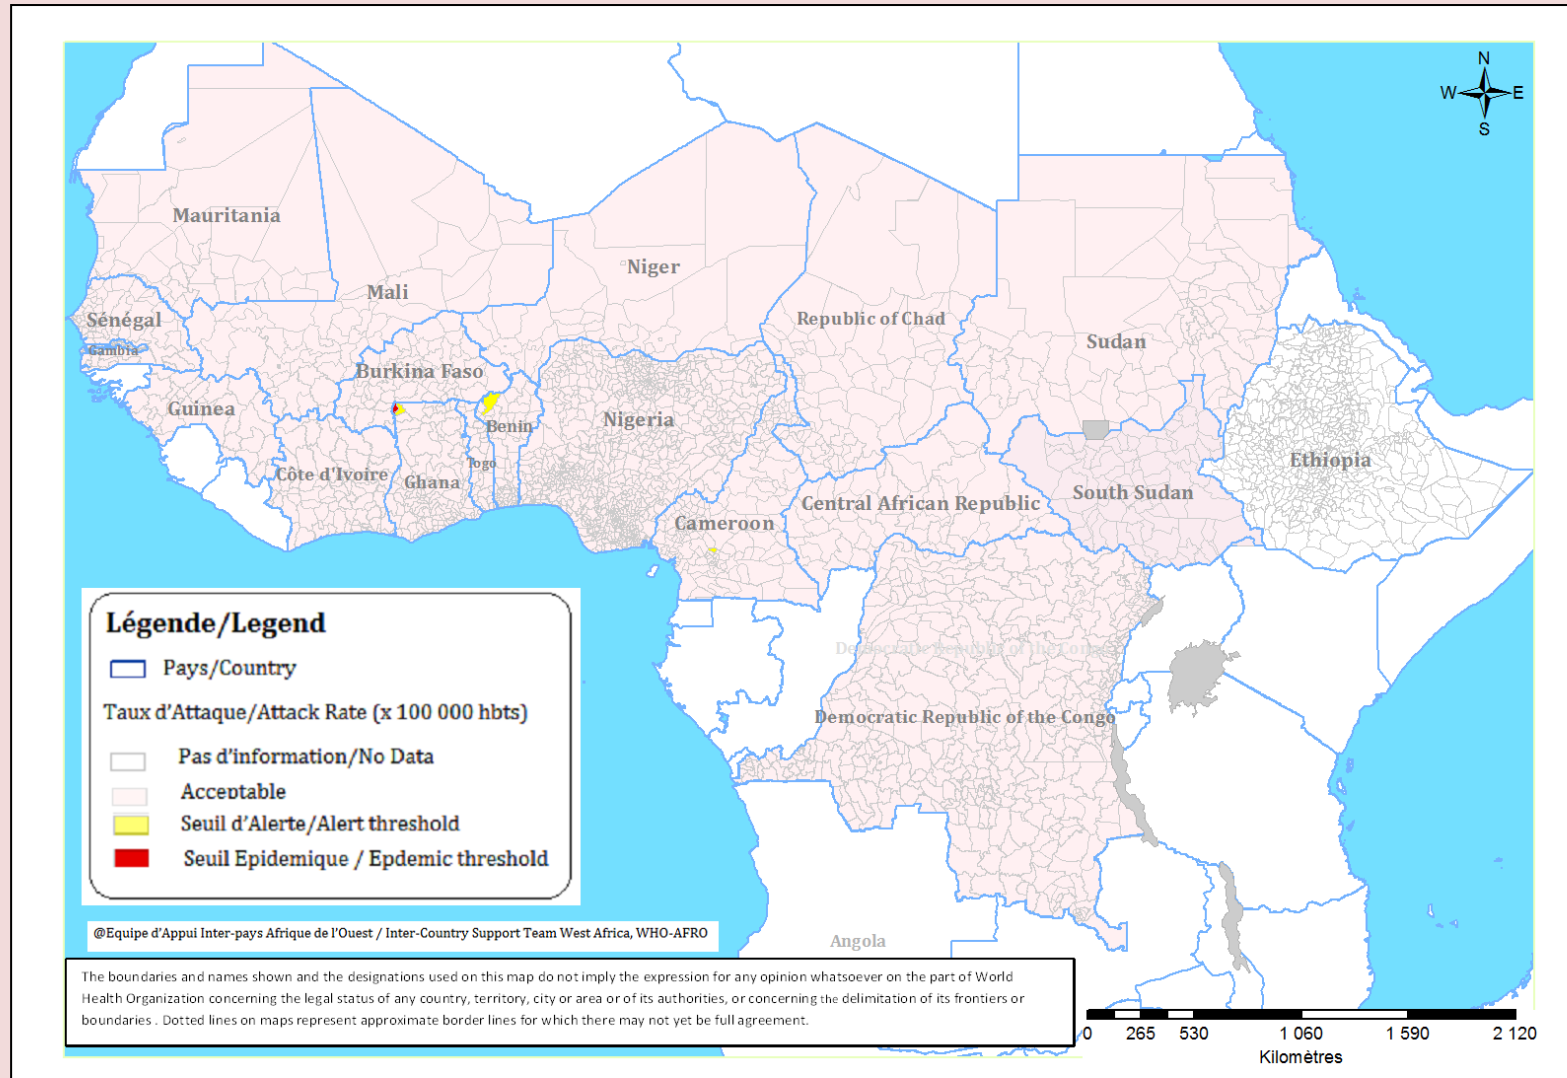 N
W E
S
Mauritania
Niger
Mali
Sénégal
Republic of Chad
Sudan
Gambia
Burkina Faso
Guinea
Nigeria
Benin
Ethiopia
Togo
Côte d'Ivoire
Ghana
South Sudan
Central African Republic
Cameroon
Democratic Republic of the Congo
Democratic Republic of the Congo
Angola
Légende/Legend
Pays/Country
Taux d'Attaque/Attack Rate (x 100 000 hbts)
Pas d'information/No Data
Acceptable
Seuil d'Alerte/Alert threshold
Seuil Epidemique / Epdemic threshold
@Equipe d'Appui Inter-pays Afrique de l'Ouest / Inter-Country Support Team West Africa, WHO-AFRO
The boundaries and names shown and the designations used on this map do not imply the expression for any opinion whatsoever on the part of World
Health Organization concerning the legal status of any country, territory, city or area or of its authorities, or concerning the delimitation of its frontiers or
boundaries . Dotted lines on maps represent approximate border lines for which there may not yet be full agreement.
0 265 530 1 060 1 590 2 120
Kilomètres